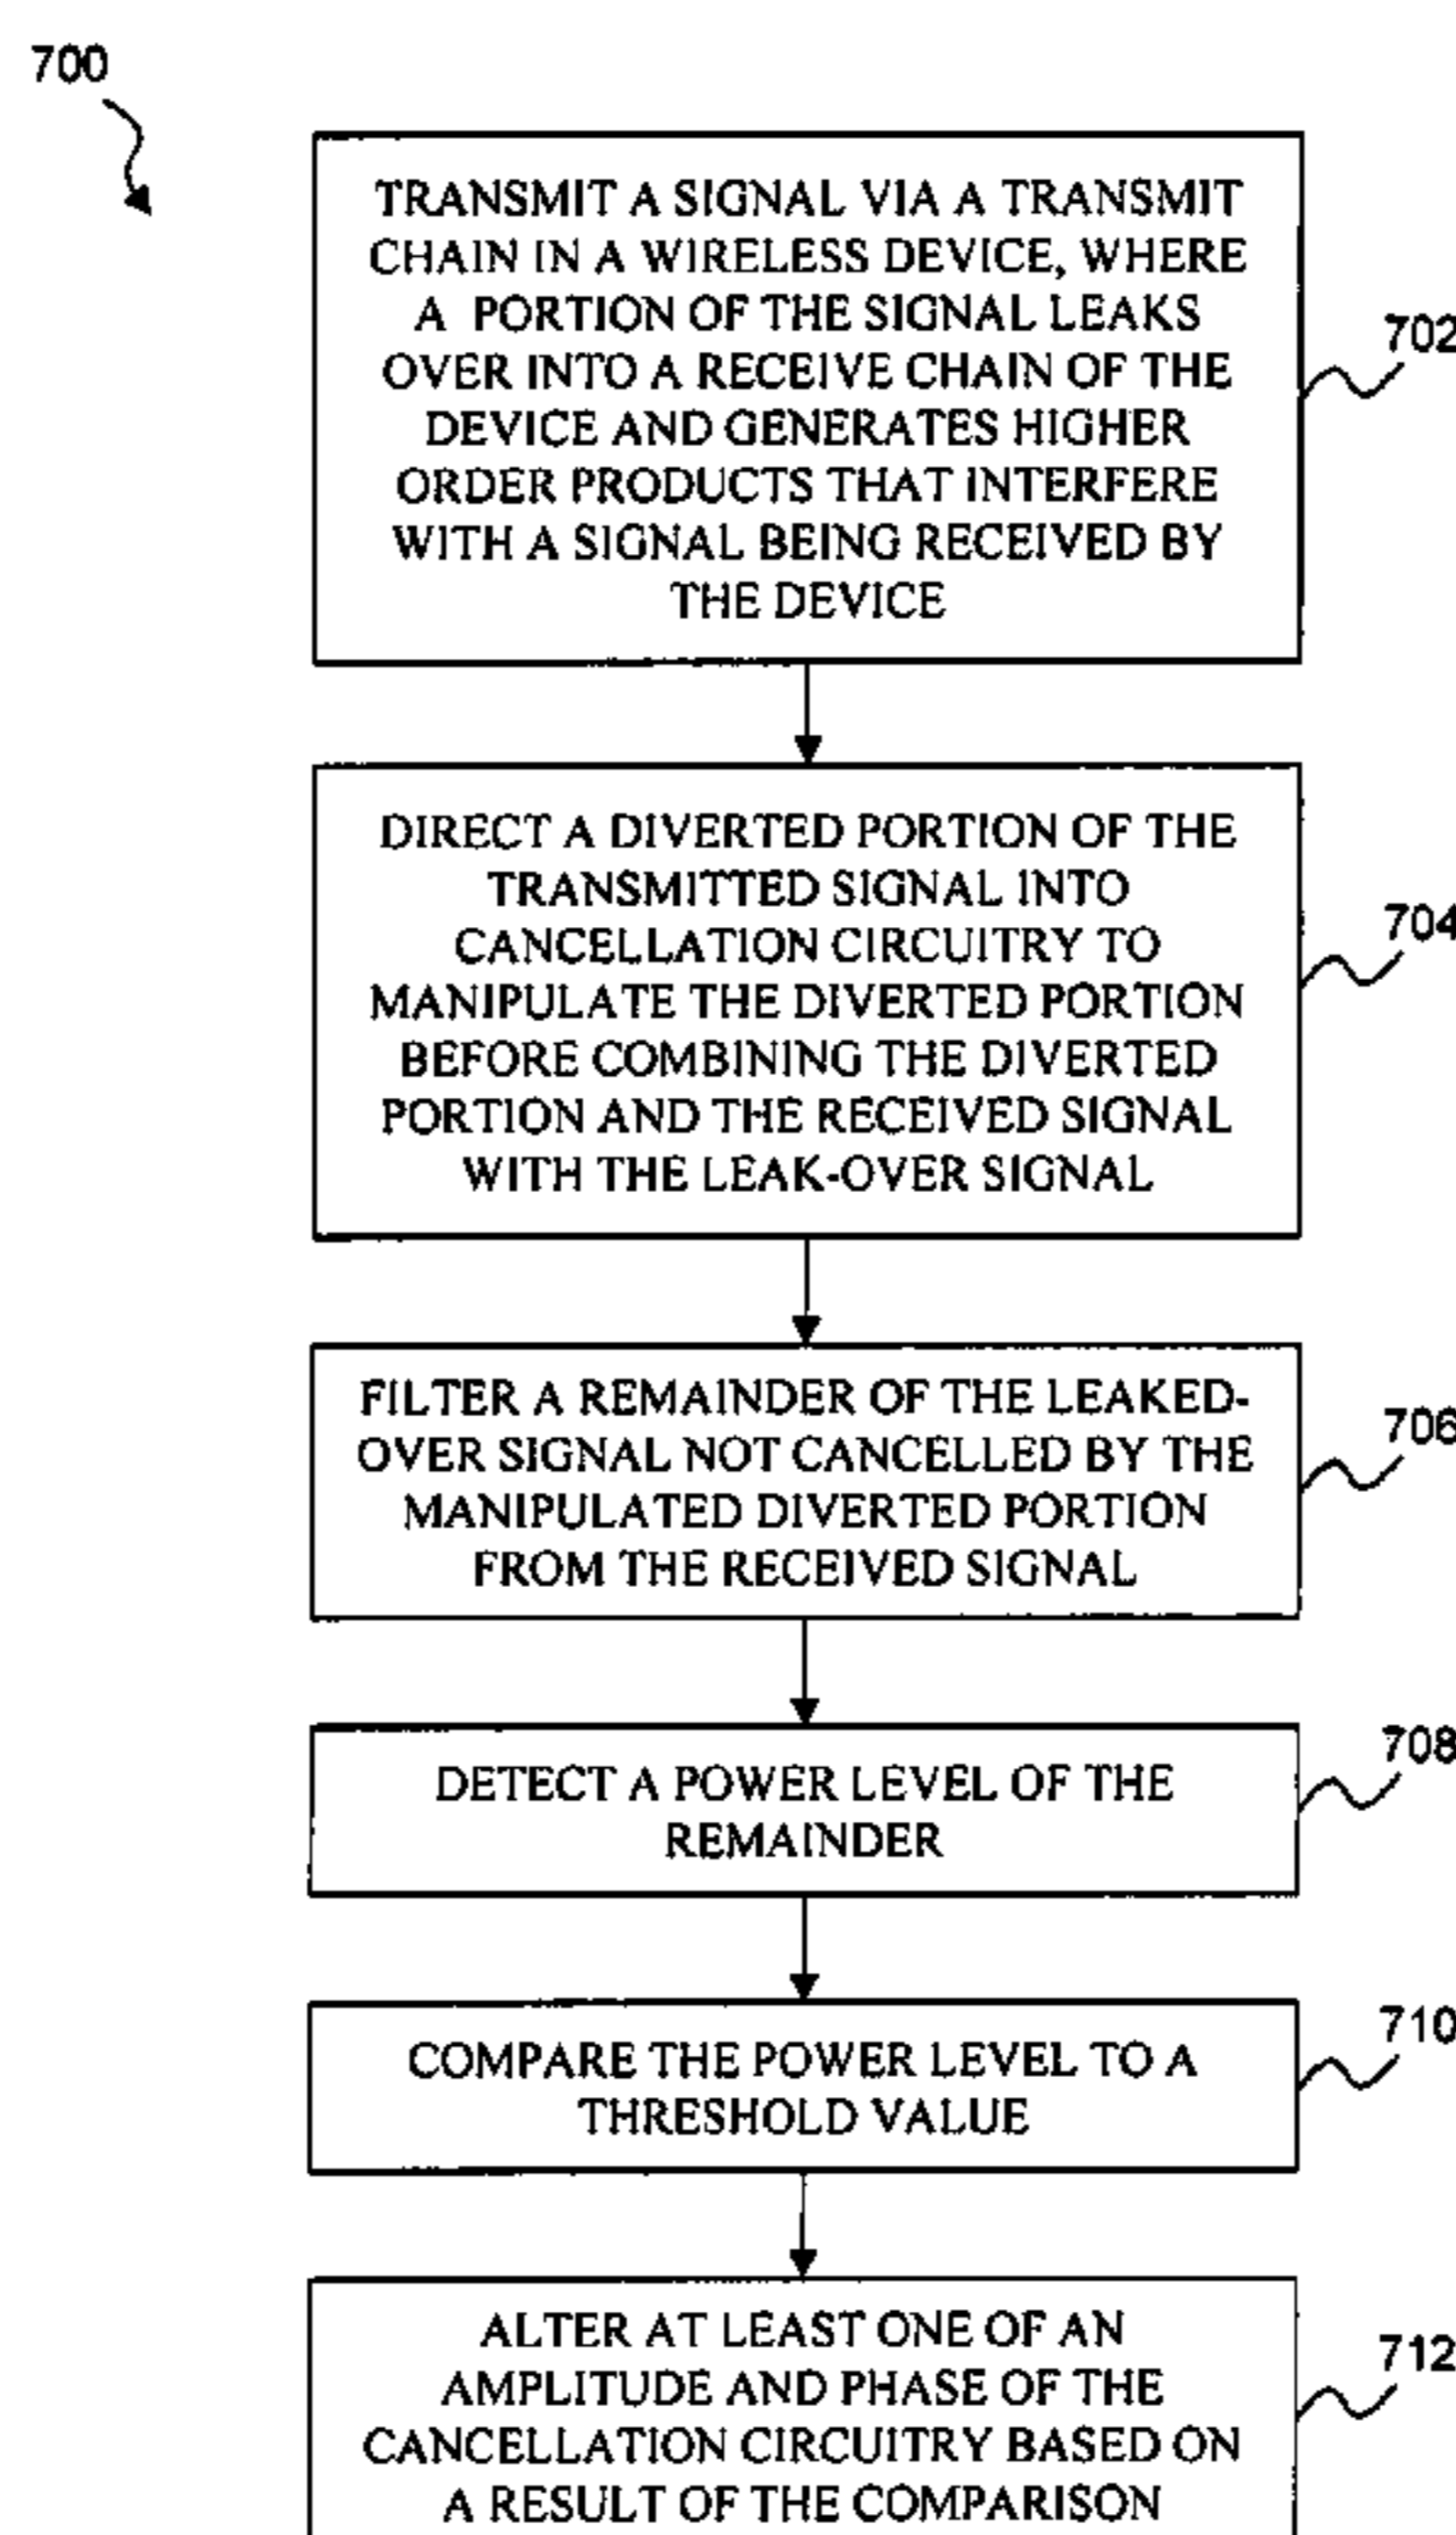 700
TRANSMIT A SIGNAL VIA A TRANSMIT
CHAIN IN A WIRELESS DEVICE, WHERE
A PORTION OF THE SIGNAL LEAKS
OVER INTO A RECEIVE CHAIN OF THE
DEVICE AND GENERATES HIGHER
ORDER PRODUCTS THAT INTERFERE
WITH A SIGNAL BEING RECEIVED BY
THE DEVICE
702
DIRECT A DIVERTED PORTION OF THE
TRANSMITTED SIGNAL INTO
CANCELLATION CIRCUITRY TO
MANIPULATE THE DIVERTED PORTION
BEFORE COMBINING THE DIVERTED
PORTION AND THE RECEIVED SIGNAL
WITH THE LEAK-OVER SIGNAL
704
FILTER A REMAINDER OF THE LEAKED-
OVER SIGNAL NOT CANCELLED BY THE
MANIPULATED DIVERTED PORTION
FROM THE RECEIVED SIGNAL
706
DETECT A POWER LEVEL OF THE
REMAINDER
708
COMPARE THE POWER LEVEL TO A
THRESHOLD VALUE
710
ALTER AT LEAST ONE OF AN
AMPLITUDE AND PHASE OF THE
CANCELLATION CIRCUITRY BASED ON
A RESULT OF THE COMPARISON
712